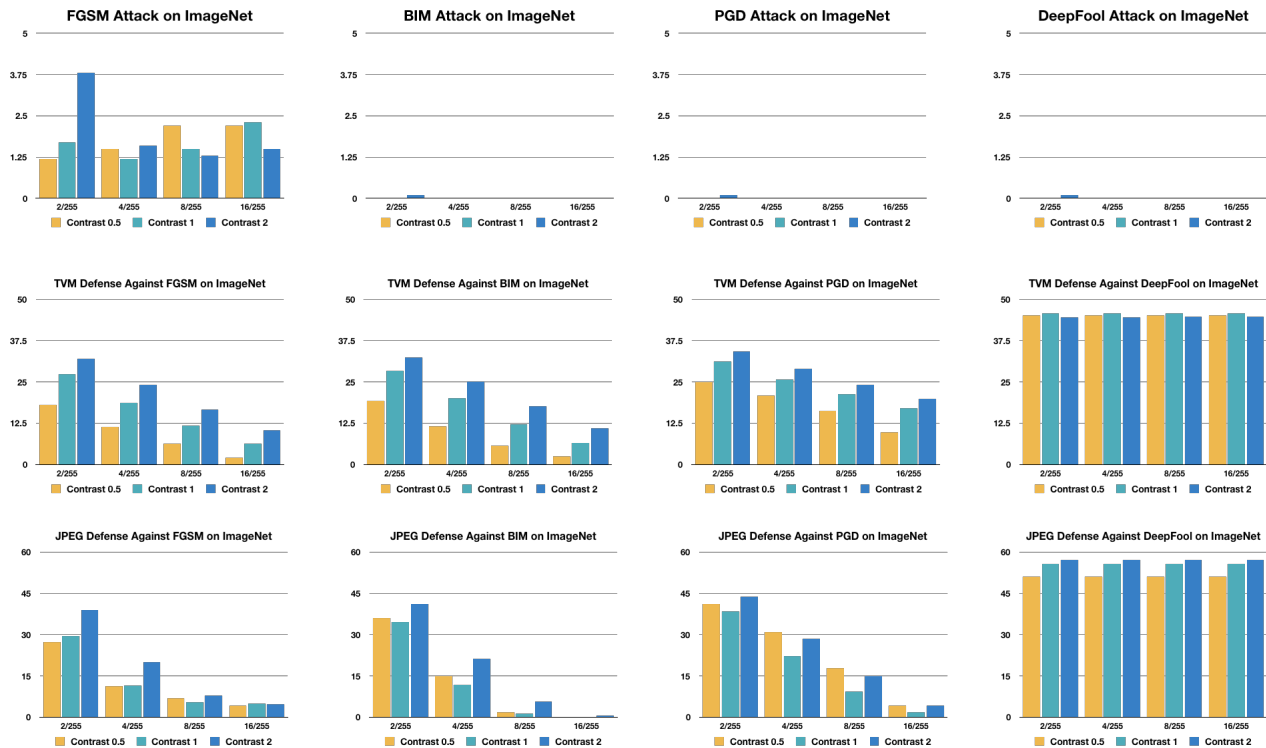 FGSM Attack on ImageNet
5
3.75
2.5
1.25
0
2/255 4/255 8/255 16/255
Contrast 0.5 Contrast 1 Contrast 2
BIM Attack on ImageNet
5
3.75
2.5
1.25
0
2/255 4/255 8/255 16/255
Contrast 0.5 Contrast 1 Contrast 2
PGD Attack on ImageNet
5
3.75
2.5
1.25
0
2/255 4/255 8/255 16/255
Contrast 0.5 Contrast 1 Contrast 2
DeepFool Attack on ImageNet
5
3.75
2.5
1.25
0
2/255 4/255 8/255 16/255
Contrast 0.5 Contrast 1 Contrast 2
TVM Defense Against FGSM on ImageNet
50
37.5
25
12.5
0
2/255 4/255 8/255 16/255
Contrast 0.5 Contrast 1 Contrast 2
TVM Defense Against BIM on ImageNet
50
37.5
25
12.5
0
2/255 4/255 8/255 16/255
Contrast 0.5 Contrast 1 Contrast 2
TVM Defense Against PGD on ImageNet
50
37.5
25
12.5
0
2/255 4/255 8/255 16/255
Contrast 0.5 Contrast 1 Contrast 2
TVM Defense Against DeepFool on ImageNet
50
37.5
25
12.5
0
2/255 4/255 8/255 16/255
Contrast 0.5 Contrast 1 Contrast 2
JPEG Defense Against FGSM on ImageNet
60
45
30
15
0
2/255 4/255 8/255 16/255
Contrast 0.5 Contrast 1 Contrast 2
JPEG Defense Against BIM on ImageNet
60
45
30
15
0
2/255 4/255 8/255 16/255
Contrast 0.5 Contrast 1 Contrast 2
JPEG Defense Against PGD on ImageNet
60
45
30
15
0
2/255 4/255 8/255 16/255
Contrast 0.5 Contrast 1 Contrast 2
JPEG Defense Against DeepFool on ImageNet
60
45
30
15
0
2/255 4/255 8/255 16/255
Contrast 0.5 Contrast 1 Contrast 2